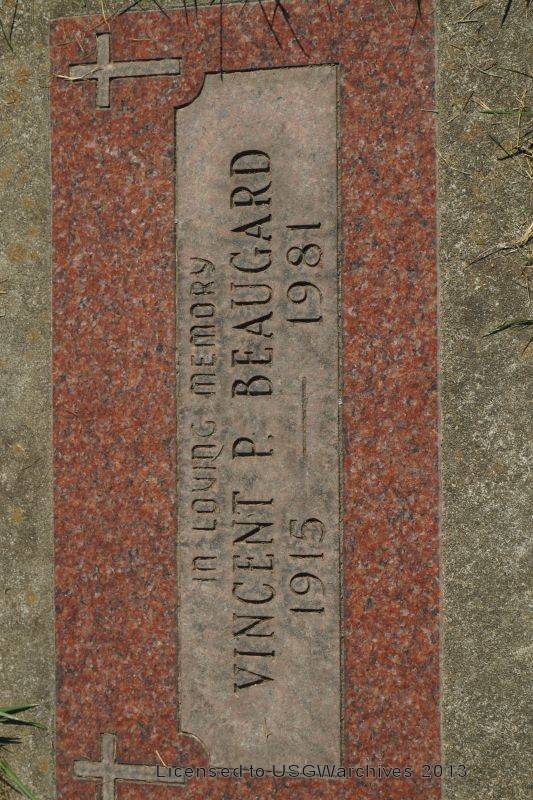 IN LOVING MEMORY
VINCENT P. BEAUGARD
1915 — 1981
Licensed to USGWarchives 2013